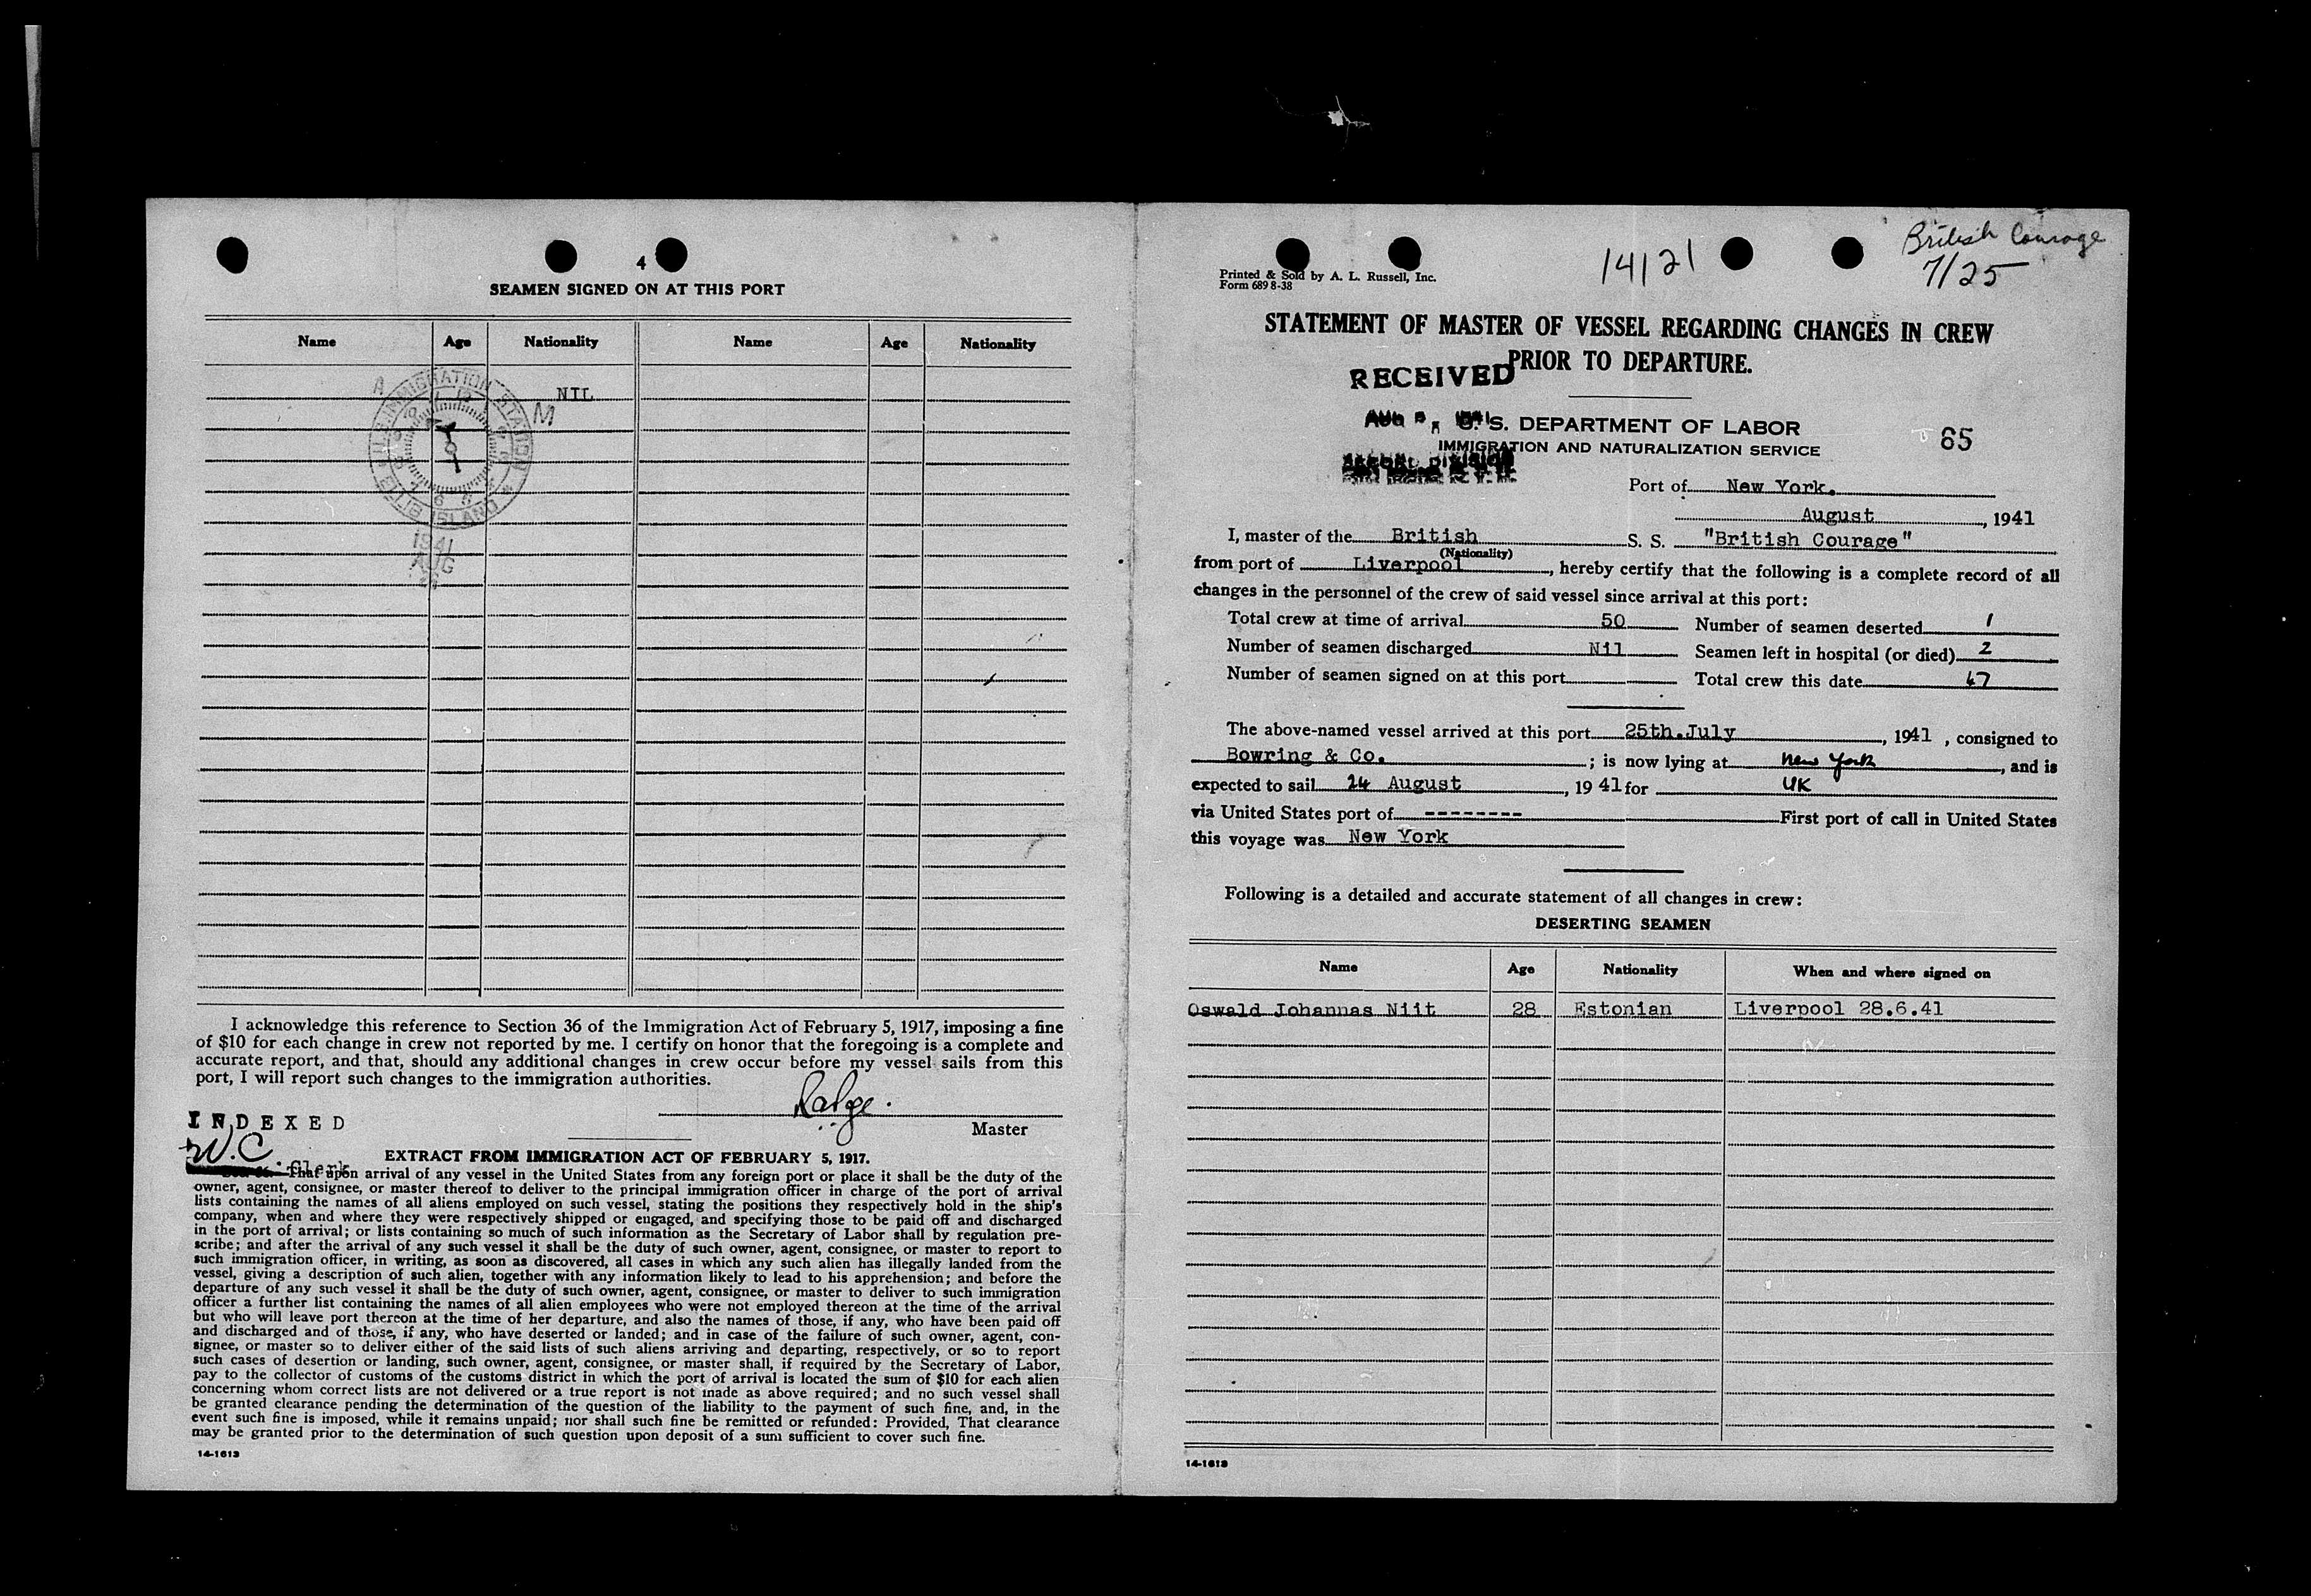 4
SEAMEN SIGNED ON AT THIS PORT
Name Age Nationality Name Age Nationality
NIL
A M
IMMIGRATION STATION
ELLIS ISLAND
1941
AUG
I acknowledge this reference to Section 36 of the Immigration Act of February 5, 1917, imposing a fine
of $10 for each change in crew not reported by me. I certify on honor that the foregoing is a complete and
accurate report, and that, should any additional changes in crew occur before my vessel sails from this
port, I will report such changes to the immigration authorities.
Master
INDEXED
W.C.
Clerk
EXTRACT FROM IMMIGRATION ACT OF FEBRUARY 5, 1917.
That upon arrival of any vessel in the United States from any foreign port or place it shall be the duty of the
owner, agent, consignee, or master thereof to deliver to the principal immigration officer in charge of the port of arrival
lists containing the names of all aliens employed on such vessel, stating the positions they respectively hold in the ship's
company, when and where they were respectively shipped or engaged, and specifying those to be paid off and discharged
in the port of arrival; or lists containing so much of such information as the Secretary of Labor shall by regulation pre-
scribe; and after the arrival of any such vessel it shall be the duty of such owner, agent, consignee, or master to report to
such immigration officer, in writing, as soon as discovered, all cases in which any such alien has illegally landed from the
vessel, giving a description of such alien, together with any information likely to lead to his apprehension; and before the
departure of any such vessel it shall be the duty of such owner, agent, consignee, or master to deliver to such immigration
officer a further list containing the names of all alien employees who were not employed thereon at the time of the arrival
but who will leave port thereon at the time of her departure, and also the names of those, if any, who have been paid off
and discharged and of those, if any, who have deserted or landed; and in case of the failure of such owner, agent, con-
signee, or master so to deliver either of the said lists of such aliens arriving and departing, respectively, or so to report
such cases of desertion or landing, such owner, agent, consignee, or master shall, if required by the Secretary of Labor,
pay to the collector of customs of the customs district in which the port of arrival is located the sum of $10 for each alien
concerning whom correct lists are not delivered or a true report is not made as above required; and no such vessel shall
be granted clearance pending the determination of the question of the liability to the payment of such fine, and, in the
event such fine is imposed, while it remains unpaid; nor shall such fine be remitted or refunded: Provided, That clearance
may be granted prior to the determination of such question upon deposit of a sum sufficient to cover such fine.
14-1613
British Courage
7/25
14121
Printed & Sold by A. L. Russell, Inc.
Form 689 8-38
STATEMENT OF MASTER OF VESSEL REGARDING CHANGES IN CREW
PRIOR TO DEPARTURE.
RECEIVED
U. S. DEPARTMENT OF LABOR
IMMIGRATION AND NATURALIZATION SERVICE
65
Port of New York.
August, 1941
I, master of the British S. S. "British Courage"
(Nationality)
from port of Liverpool, hereby certify that the following is a complete record of all
changes in the personnel of the crew of said vessel since arrival at this port:
Total crew at time of arrival 50 Number of seamen deserted 1
Number of seamen discharged Nil Seamen left in hospital (or died) 2
Number of seamen signed on at this port Total crew this date 47
The above-named vessel arrived at this port 25th.July, 1941, consigned to
Bowring & Co.; is now lying at New York, and is
expected to sail 24 August, 1941 for UK
via United States port of -------- First port of call in United States
this voyage was New York
Following is a detailed and accurate statement of all changes in crew:
DESERTING SEAMEN
Name Age Nationality When and where signed on
Oswald Johannas Niit 28 Estonian Liverpool 28.6.41
14-1613